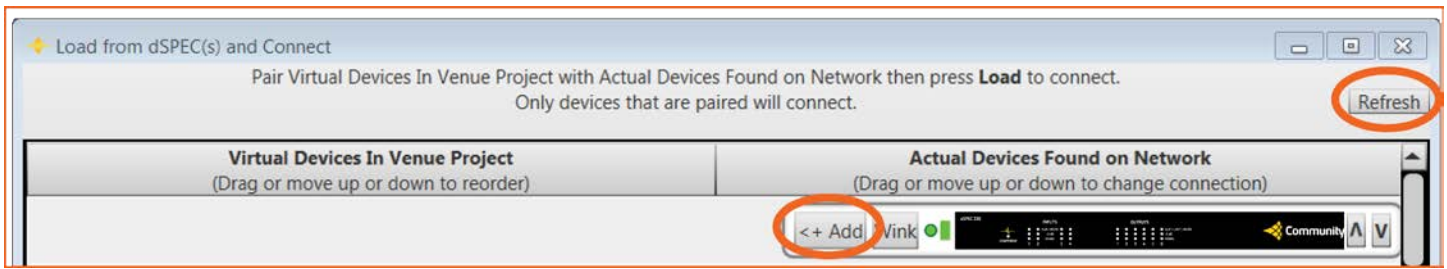 Load from dSPEC(s) and Connect
Pair Virtual Devices In Venue Project with Actual Devices Found on Network then press Load to connect.
Only devices that are paired will connect.
Refresh
Virtual Devices In Venue Project
(Drag or move up or down to reorder)
Actual Devices Found on Network
(Drag or move up or down to change connection)
<+ Add
Wink
INPUTS
OUTPUTS
Community
Λ
V